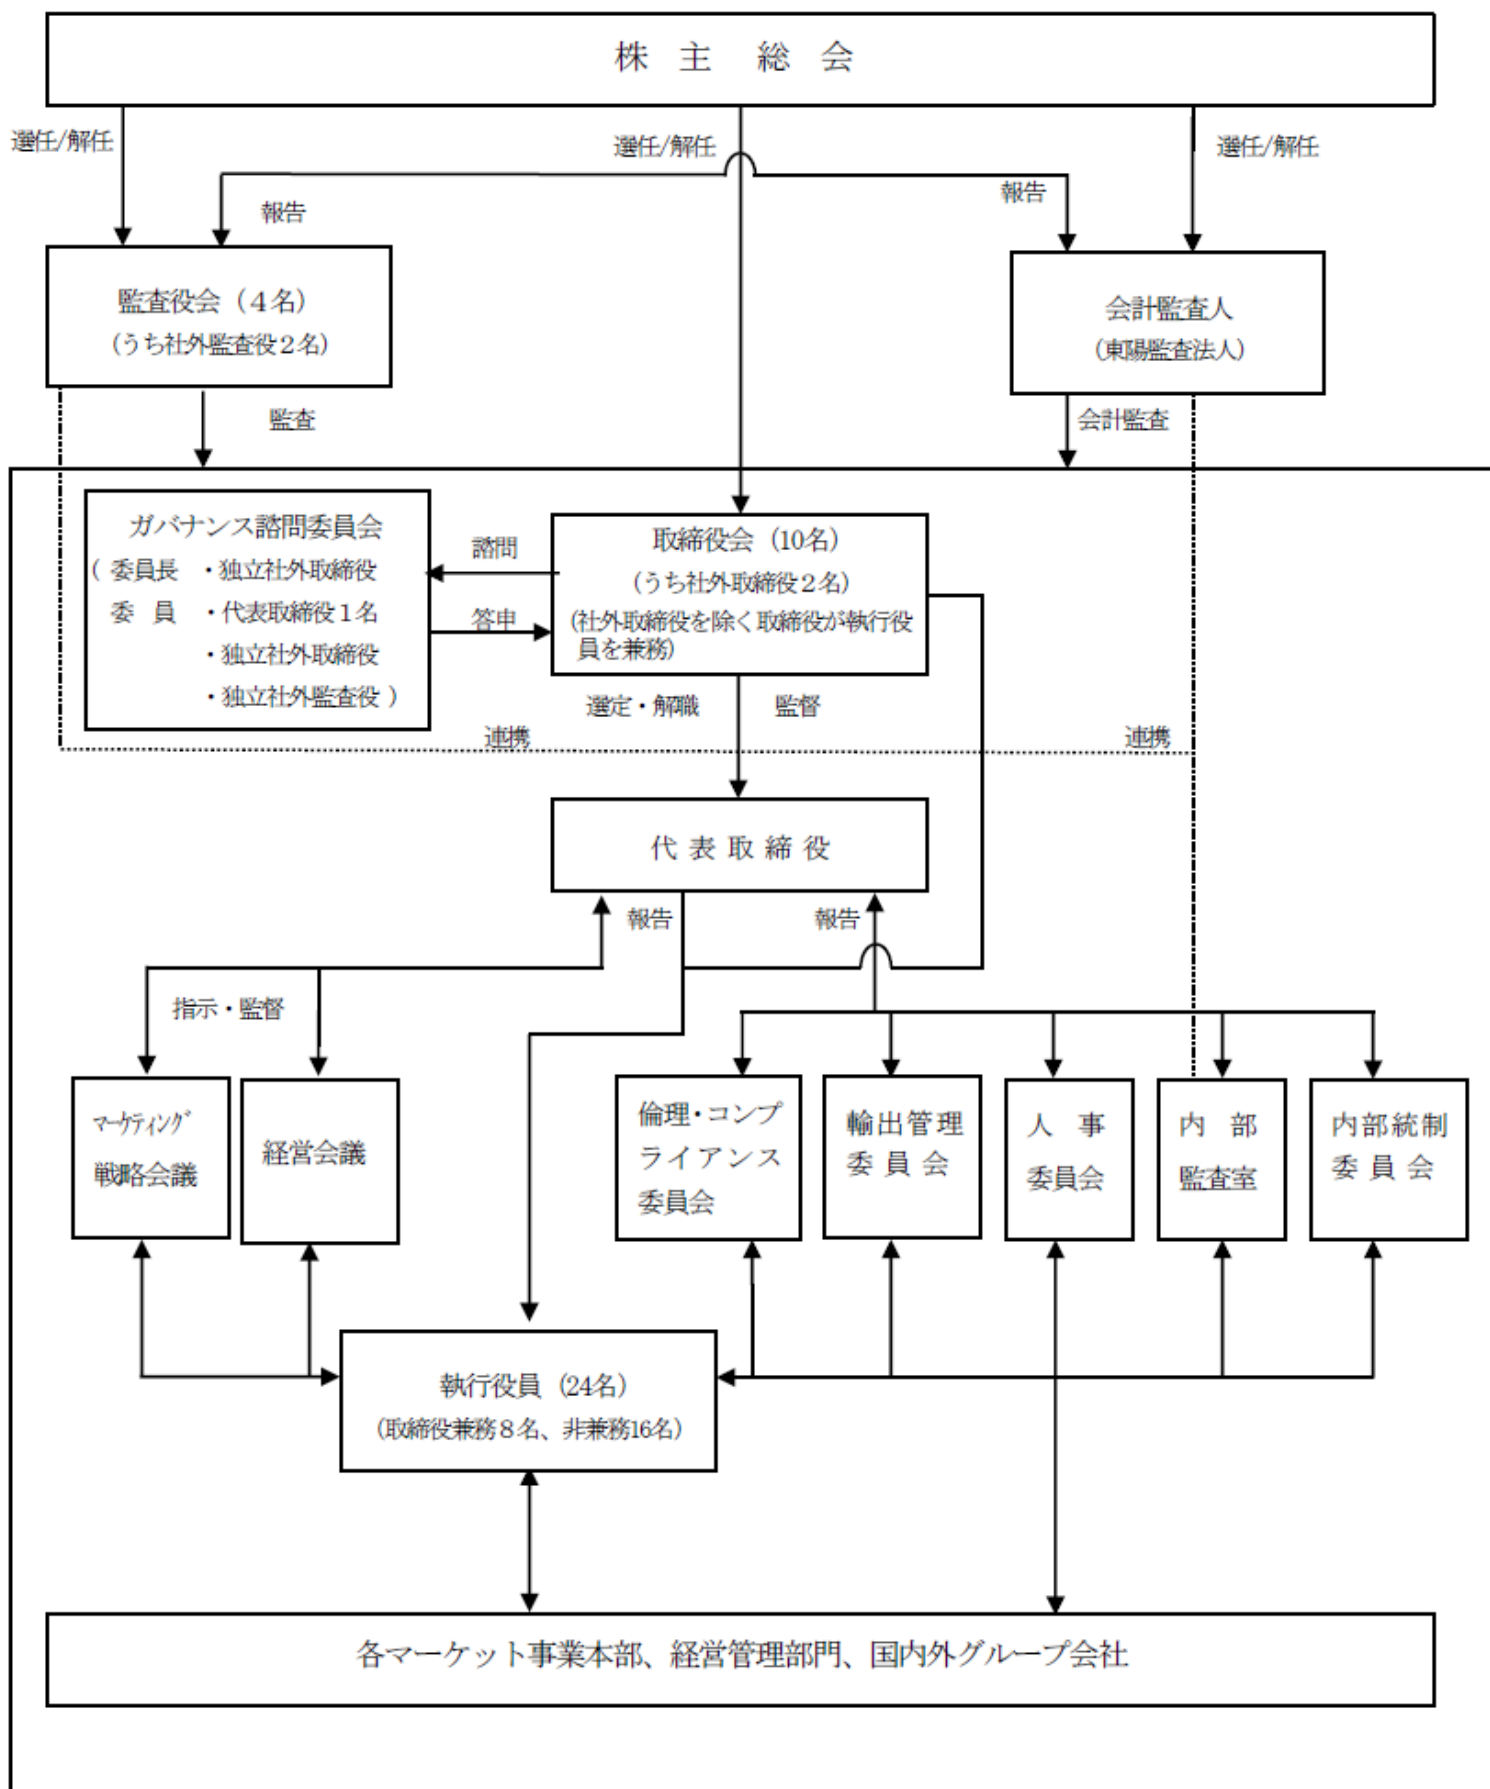 株 主 総 会
選任/解任
選任/解任
選任/解任
報告
報告
監査役会(4名)
(うち社外監査役2名)
会計監査人
(東陽監査法人)
監査
会計監査
ガバナンス諮問委員会
( 委員長 ・独立社外取締役
委 員 ・代表取締役1名
・独立社外取締役
・独立社外監査役 )
諮問
答申
取締役会 (10名)
(うち社外取締役2名)
(社外取締役を除く取締役が執行役
員を兼務)
選定・解職
監督
連携
連携
代 表 取 締 役
報告
報告
指示・監督
マーケティング
戦略会議
経営会議
倫理・コンプ
ライアンス
委員会
輸出管理
委 員 会
人 事
委員会
内 部
監査室
内部統制
委 員 会
執行役員 (24名)
(取締役兼務8名、非兼務16名)
各マーケット事業本部、経営管理部門、国内外グループ会社